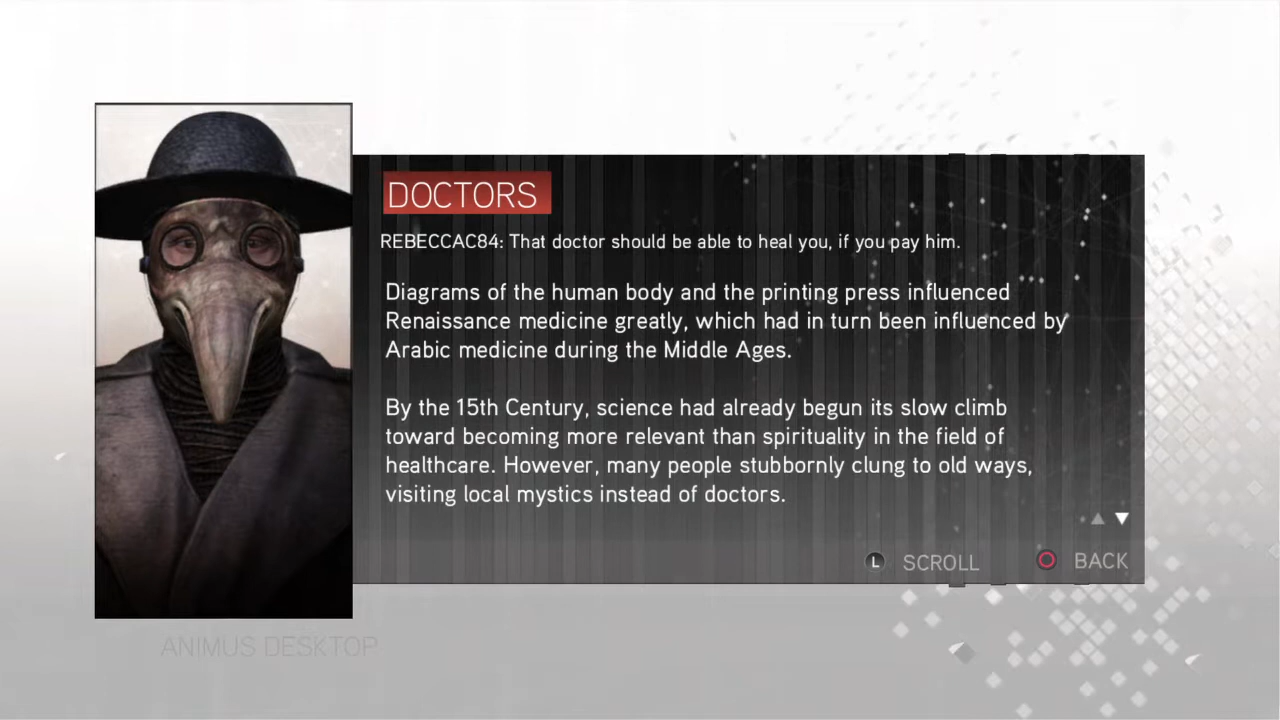 DOCTORS
REBECCAC84: That doctor should be able to heal you, if you pay him.
Diagrams of the human body and the printing press influenced
Renaissance medicine greatly, which had in turn been influenced by
Arabic medicine during the Middle Ages.
By the 15th Century, science had already begun its slow climb
toward becoming more relevant than spirituality in the field of
healthcare. However, many people stubbornly clung to old ways,
visiting local mystics instead of doctors.
L SCROLL BACK
ANIMUS DESKTOP